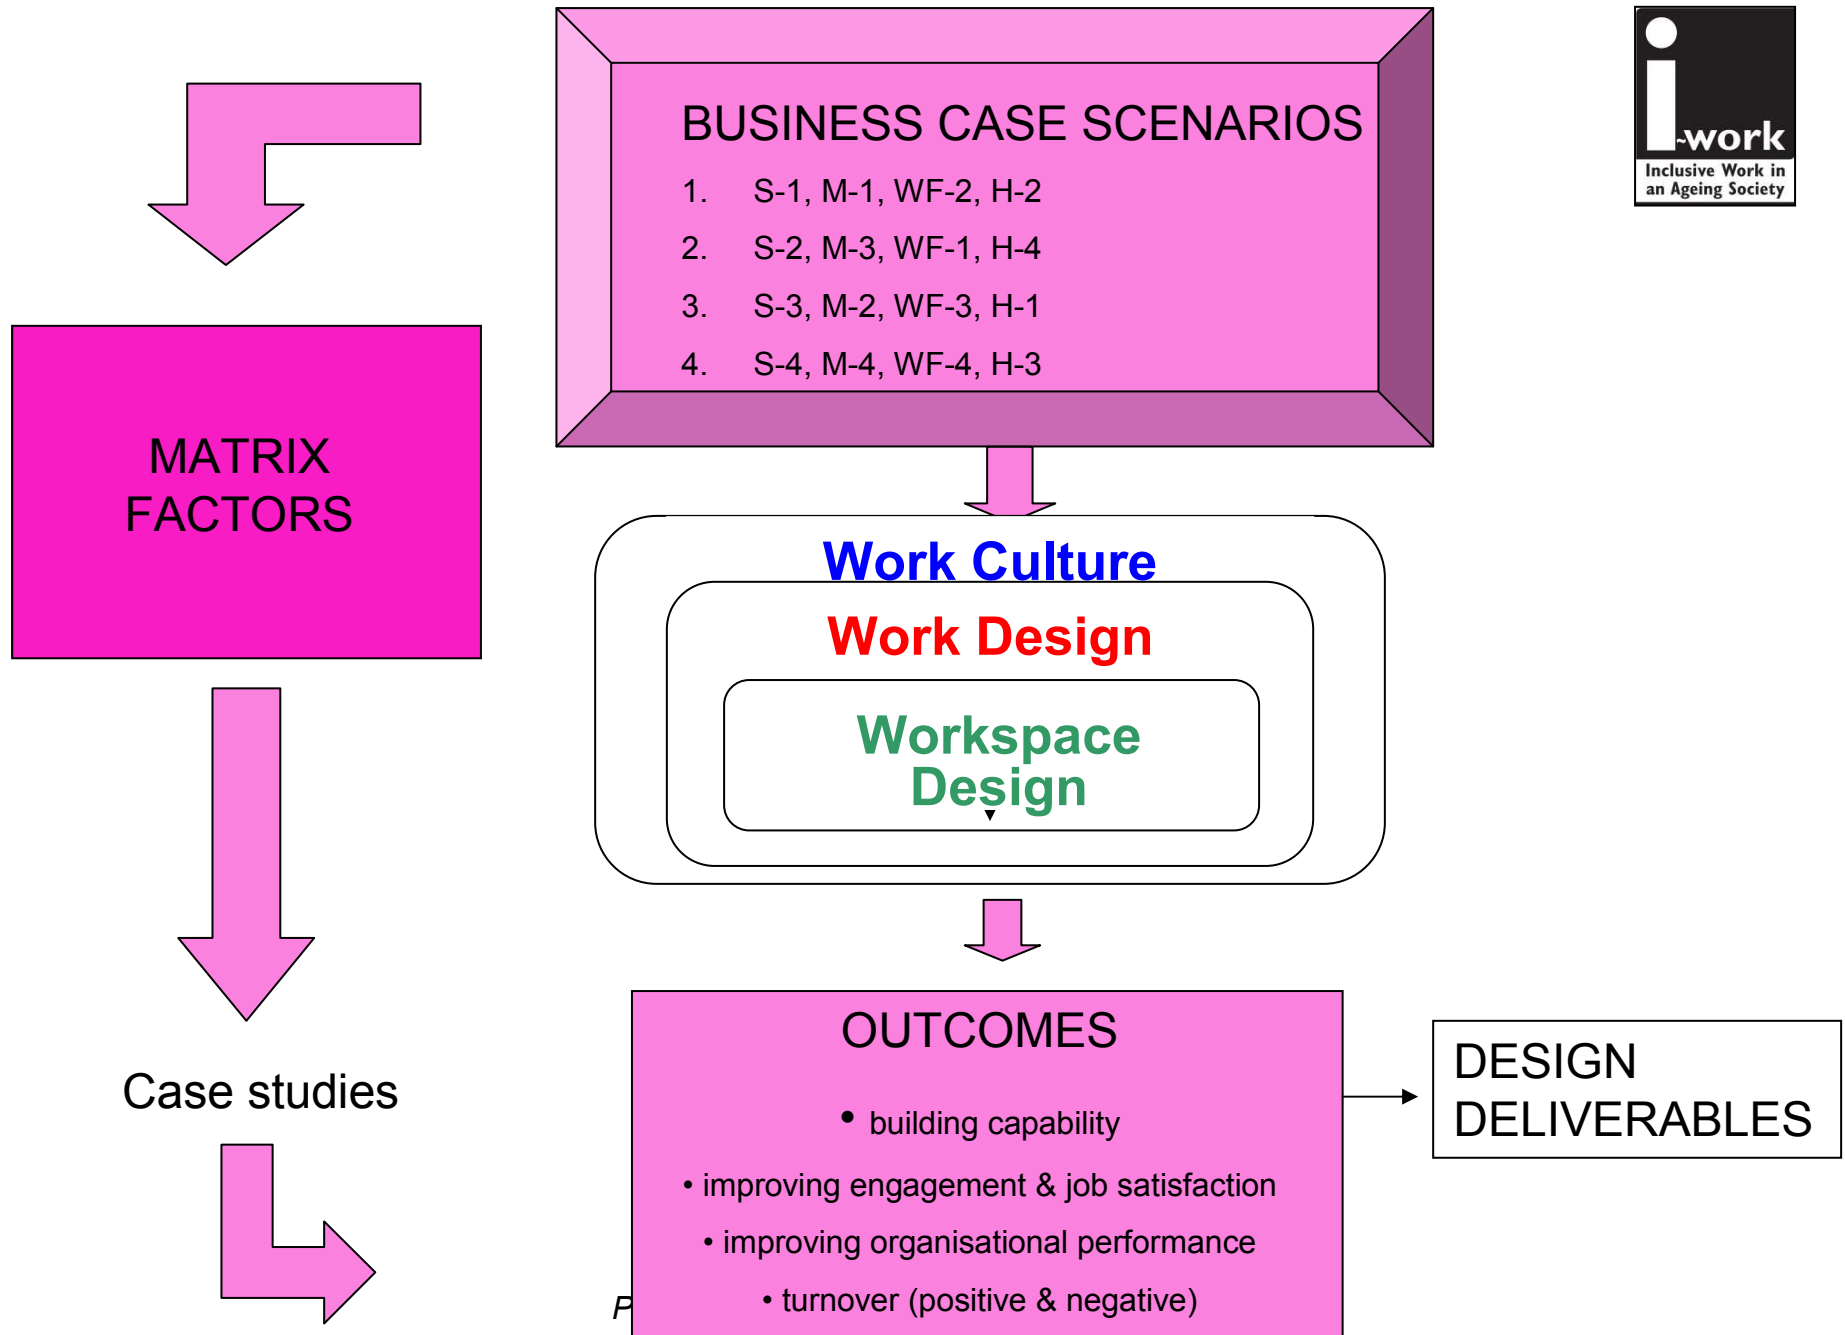 BUSINESS CASE SCENARIOS
1. S-1, M-1, WF-2, H-2
2. S-2, M-3, WF-1, H-4
3. S-3, M-2, WF-3, H-1
4. S-4, M-4, WF-4, H-3
i~work
Inclusive Work in
an Ageing Society
MATRIX
FACTORS
Work Culture
Work Design
Workspace
Design
Case studies
OUTCOMES
• building capability
• improving engagement & job satisfaction
• improving organisational performance
• turnover (positive & negative)
DESIGN
DELIVERABLES